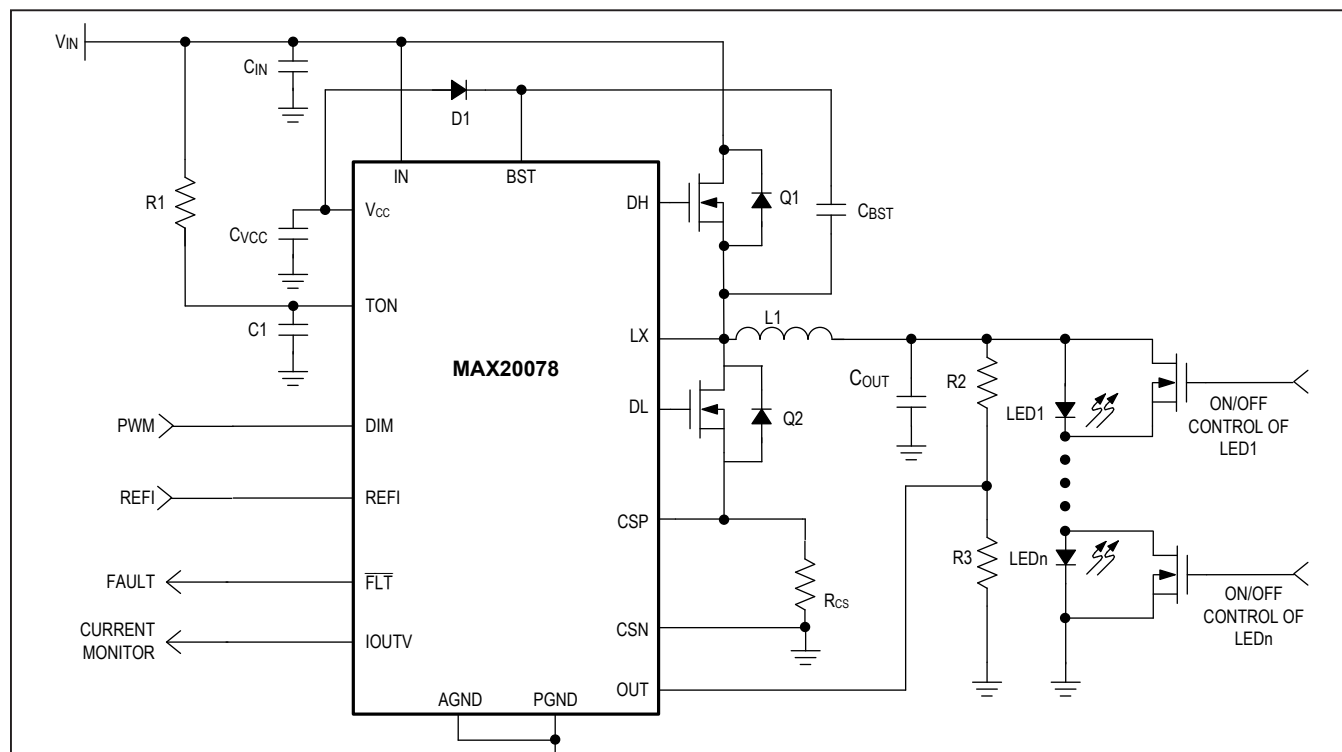 VIN
CIN
D1
IN
BST
R1
VCC
DH
Q1
CBST
CVCC
TON
C1
LX
L1
MAX20078
COUT
R2
DL
Q2
LED1
ON/OFF
CONTROL OF
LED1
PWM
DIM
REFI
REFI
CSP
R3
LEDn
FAULT
FLT
RCS
ON/OFF
CONTROL OF
LEDn
CURRENT
MONITOR
IOUTV
CSN
OUT
AGND
PGND